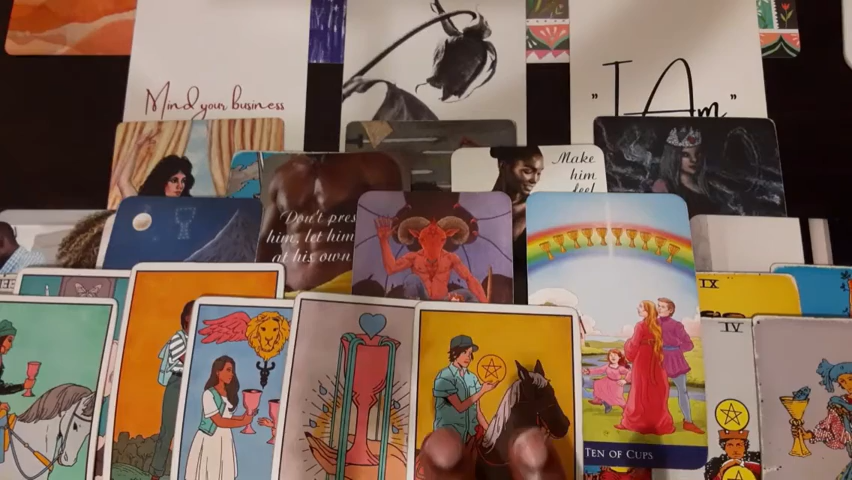 Mind your business
"I Am"
Make
him
feel
Don't pres
him, let him
at his own
IX
IV
TEN OF CUPS